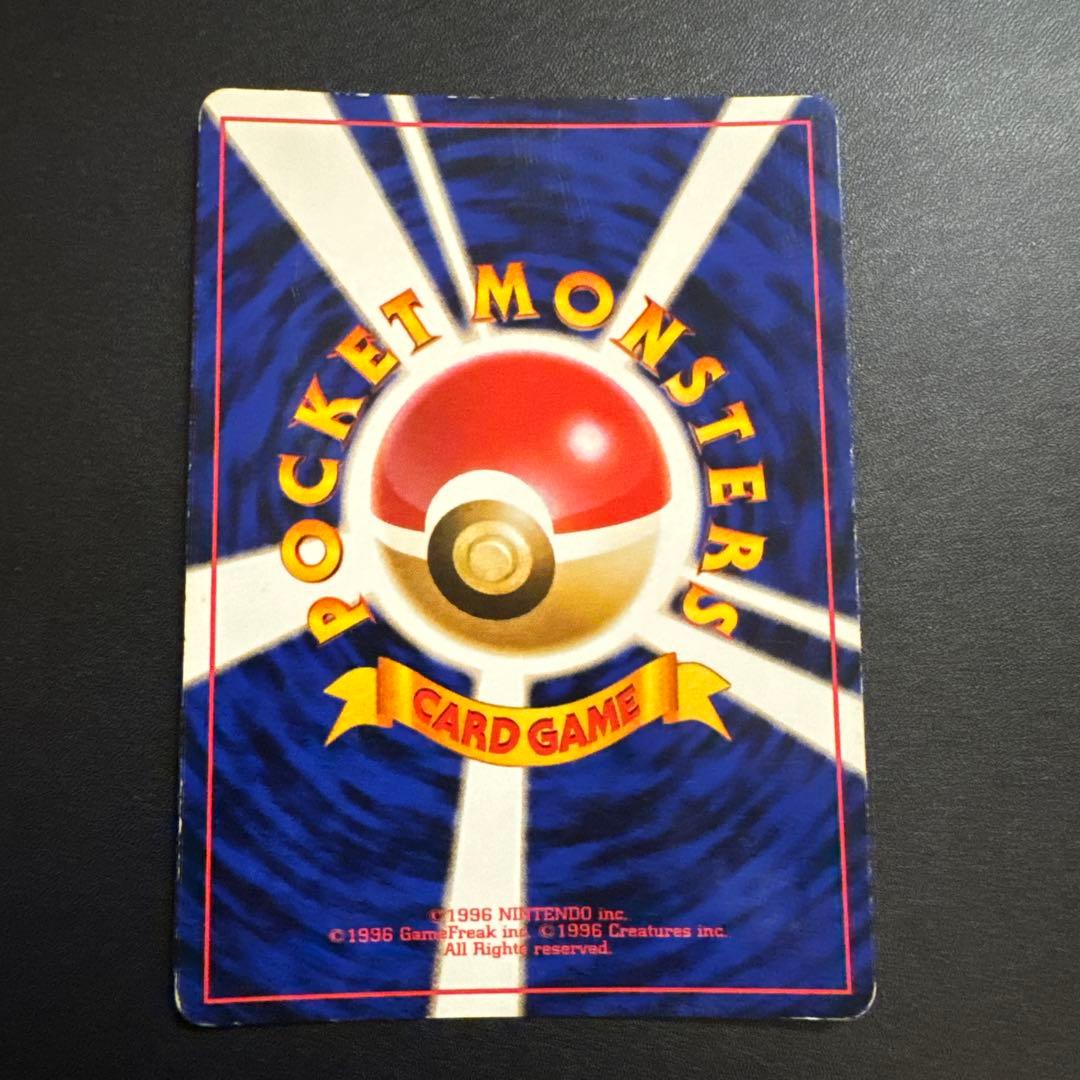 POCKET MONSTERS
CARD GAME
©1996 NINTENDO inc.
©1996 GameFreak inc. ©1996 Creatures inc.
All Rights reserved.